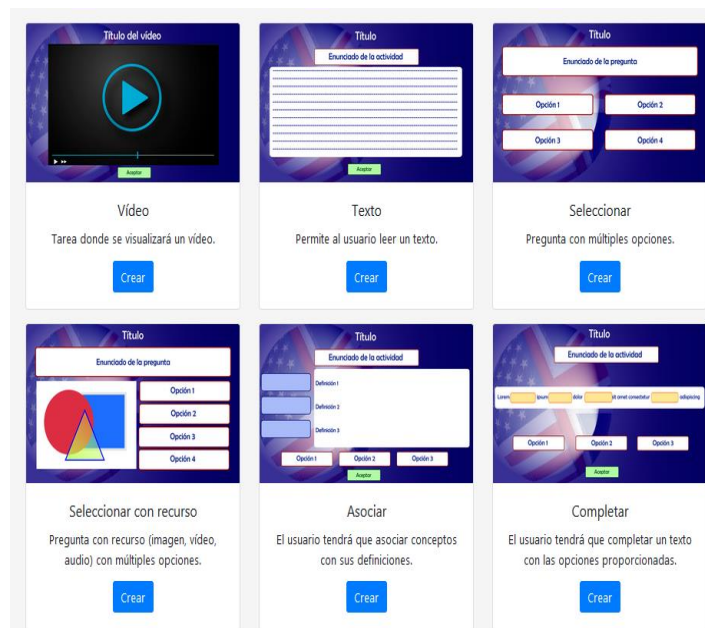 Título del vídeo
Aceptar
Vídeo
Tarea donde se visualizará un vídeo.
Crear
Título
Enunciado de la actividad
Aceptar
Texto
Permite al usuario leer un texto.
Crear
Título
Enunciado de la pregunta
Opción 1
Opción 2
Opción 3
Opción 4
Seleccionar
Pregunta con múltiples opciones.
Crear
Título
Enunciado de la pregunta
Opción 1
Opción 2
Opción 3
Opción 4
Seleccionar con recurso
Pregunta con recurso (imagen, vídeo,
audio) con múltiples opciones.
Crear
Título
Enunciado de la actividad
Definición 1
Definición 2
Definición 3
Opción 1
Opción 2
Opción 3
Aceptar
Asociar
El usuario tendrá que asociar conceptos
con sus definiciones.
Crear
Título
Enunciado de la actividad
Lorem ipsum dolor sit amet consectetur adipiscing
Opción 1
Opción 2
Opción 3
Aceptar
Completar
El usuario tendrá que completar un texto
con las opciones proporcionadas.
Crear